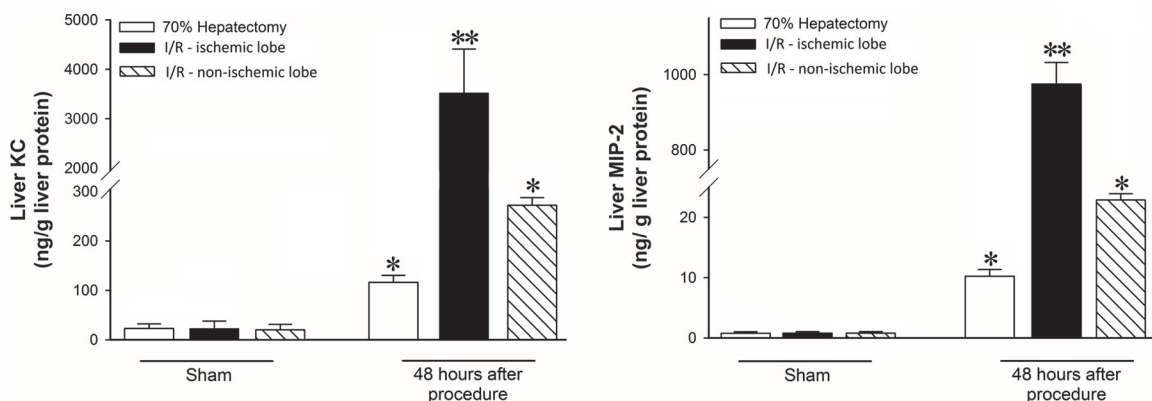 Liver KC
(ng/g liver protein)
5000
4000
3000
2000
300
200
100
0
70% Hepatectomy
I/R - ischemic lobe
I/R - non-ischemic lobe
*
**
*
Sham
48 hours after
procedure
Liver MIP-2
(ng/ g liver protein)
1000
800
20
10
0
70% Hepatectomy
I/R - ischemic lobe
I/R - non-ischemic lobe
*
**
*
Sham
48 hours after
procedure